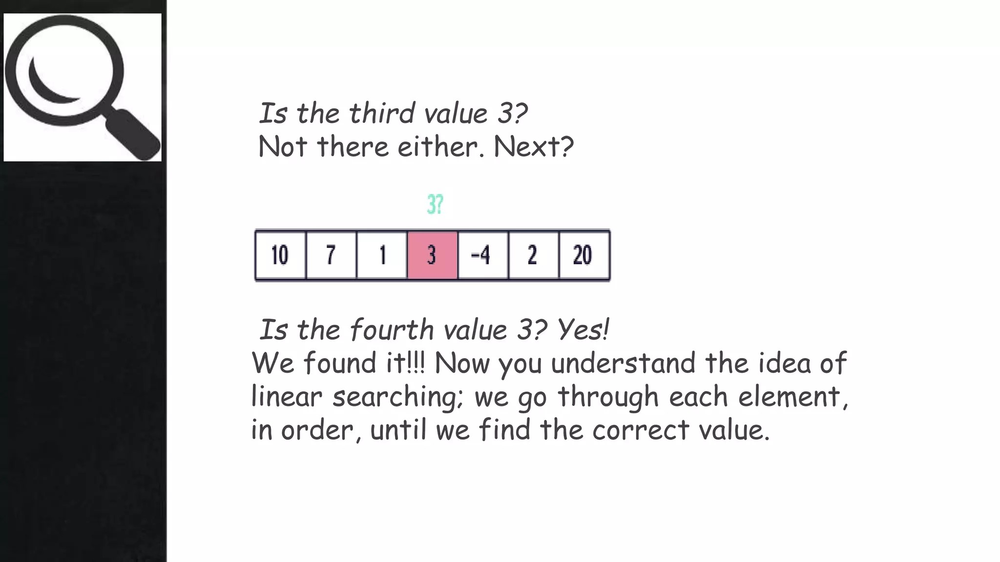 Is the third value 3?
Not there either. Next?
3?
10 7 1 3 -4 2 20
Is the fourth value 3? Yes!
We found it!!! Now you understand the idea of
linear searching; we go through each element,
in order, until we find the correct value.